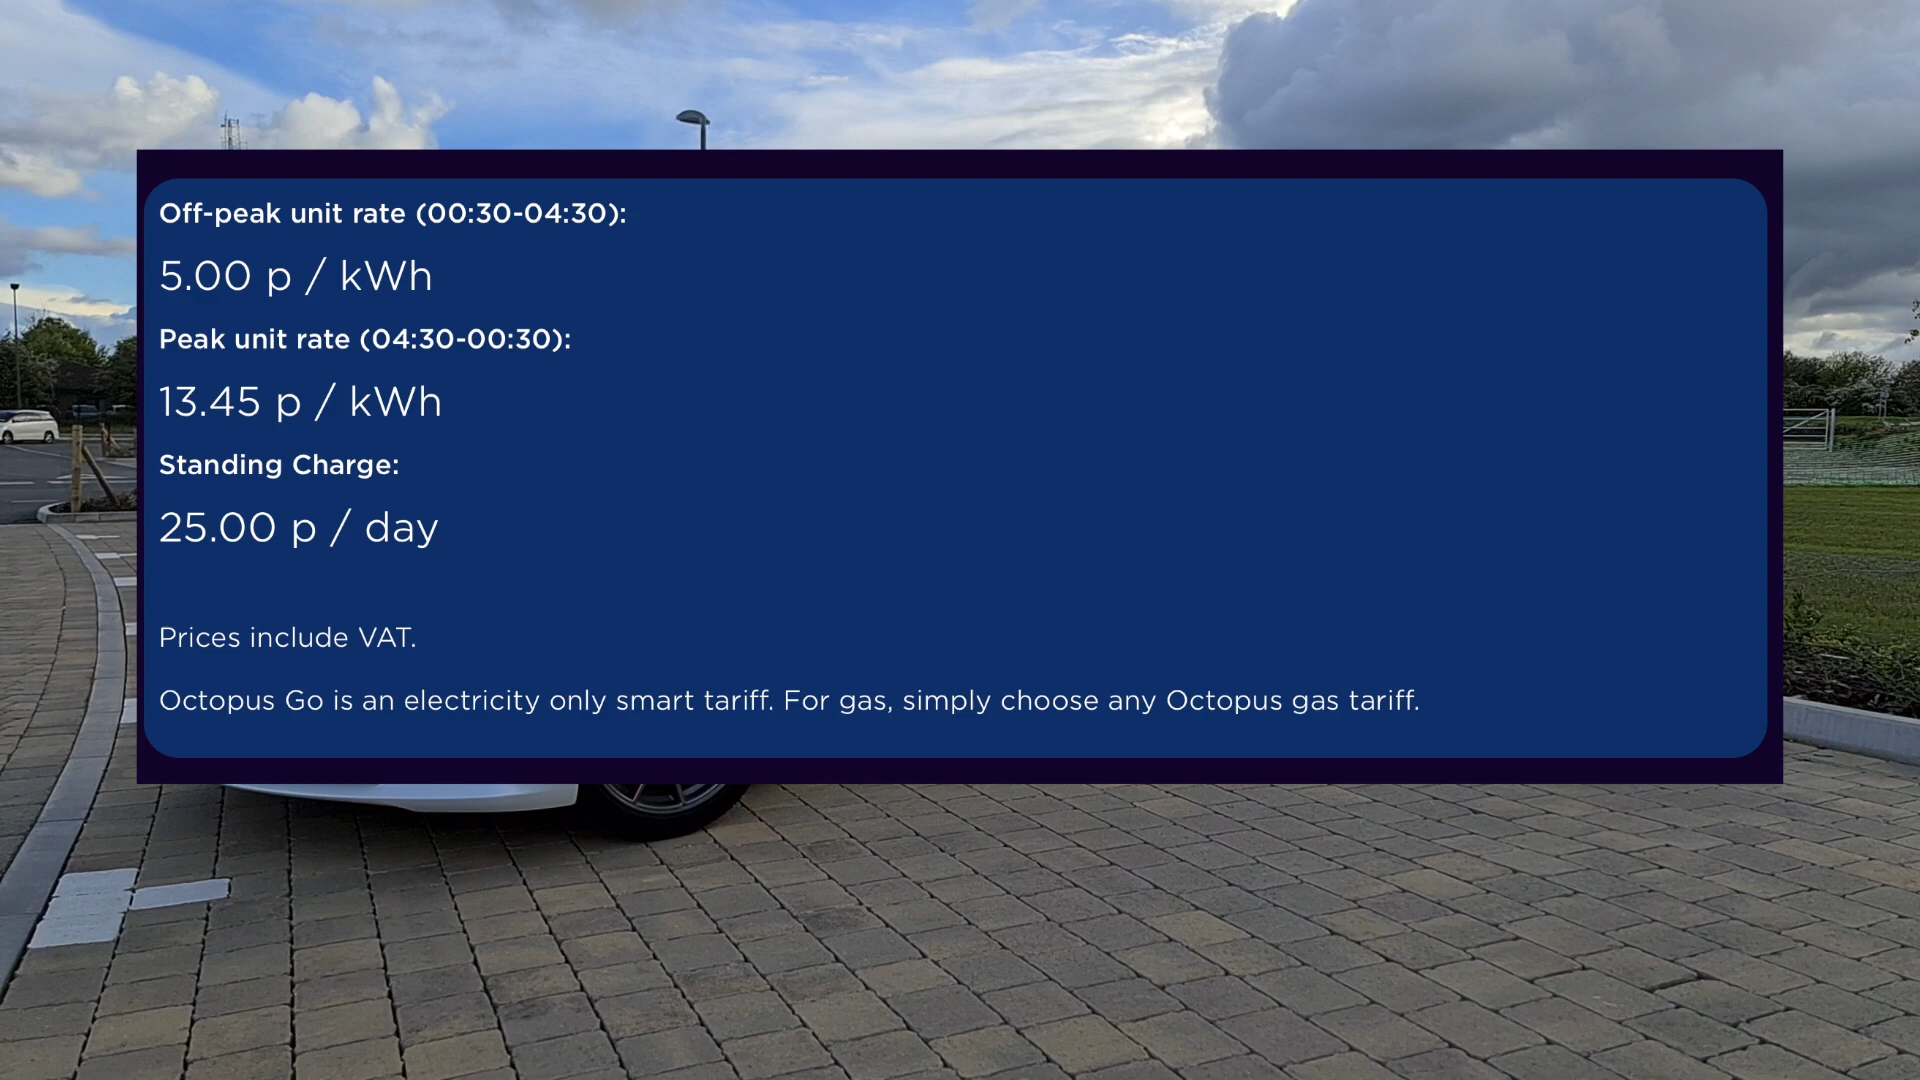 Off-peak unit rate (00:30-04:30):
5.00 p / kWh
Peak unit rate (04:30-00:30):
13.45 p / kWh
Standing Charge:
25.00 p / day
Prices include VAT.
Octopus Go is an electricity only smart tariff. For gas, simply choose any Octopus gas tariff.